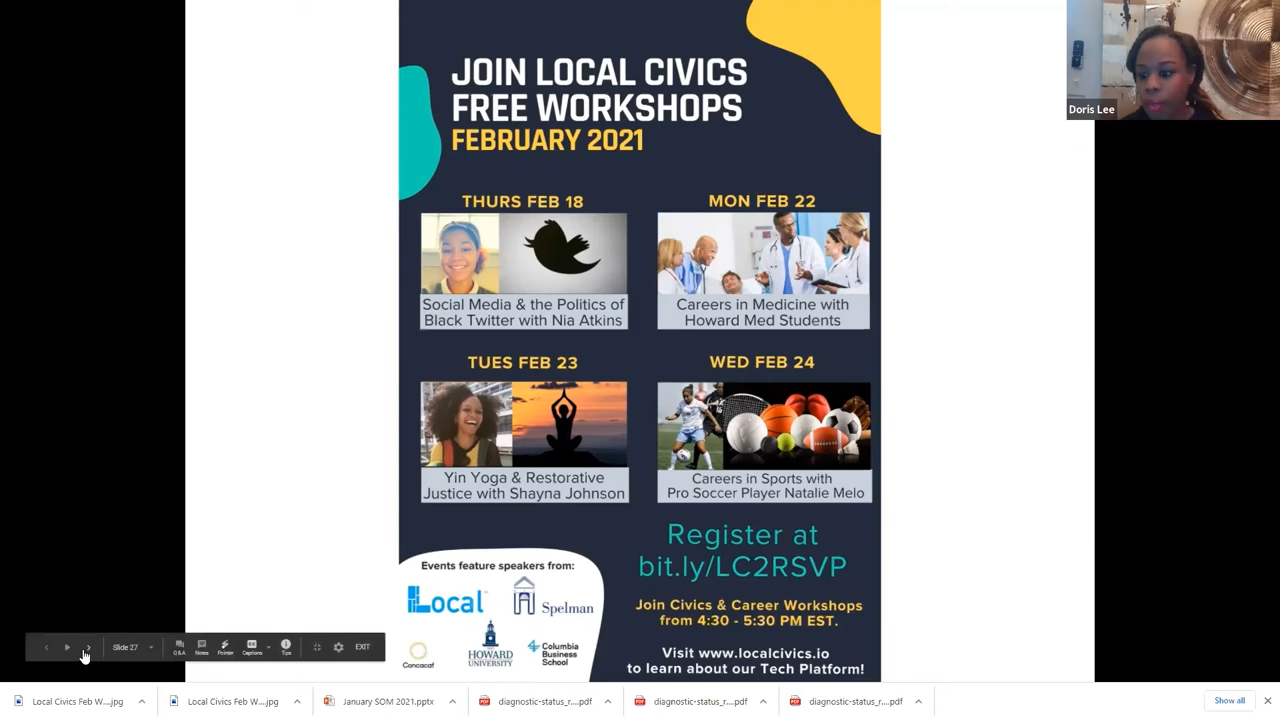 JOIN LOCAL CIVICS
FREE WORKSHOPS
FEBRUARY 2021
THURS FEB 18
Social Media & the Politics of
Black Twitter with Nia Atkins
MON FEB 22
Careers in Medicine with
Howard Med Students
TUES FEB 23
Yin Yoga & Restorative
Justice with Shayna Johnson
WED FEB 24
Careers in Sports with
Pro Soccer Player Natalie Melo
Register at
bit.ly/LC2RSVP
Join Civics & Career Workshops
from 4:30 - 5:30 PM EST.
Visit www.localcivics.io
to learn about our Tech Platform!
Events feature speakers from:
Local
Spelman
Concacaf
HOWARD
UNIVERSITY
Columbia
Business
School
Doris Lee
Slide 27
Q&A
Notes
Pointer
Captions
Tips
EXIT
Local Civics Feb W....jpg
Local Civics Feb W....jpg
January SOM 2021.pptx
diagnostic-status_r....pdf
diagnostic-status_r....pdf
diagnostic-status_r....pdf
Show all